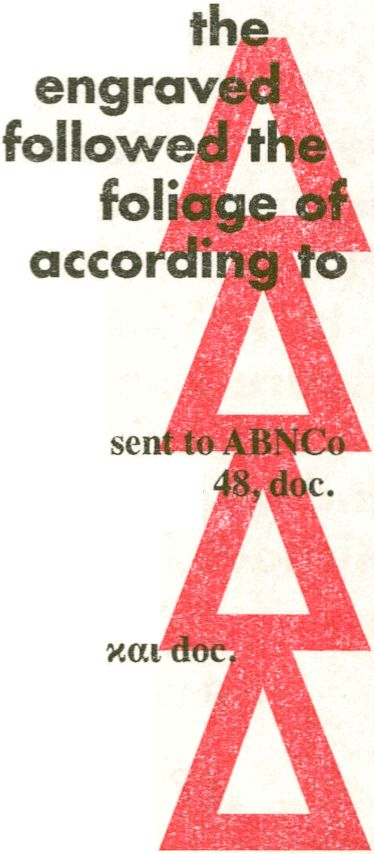 the
engraved
followed the
foliage of
according to
sent to ABNCo
48, doc.
ϰαι doc.